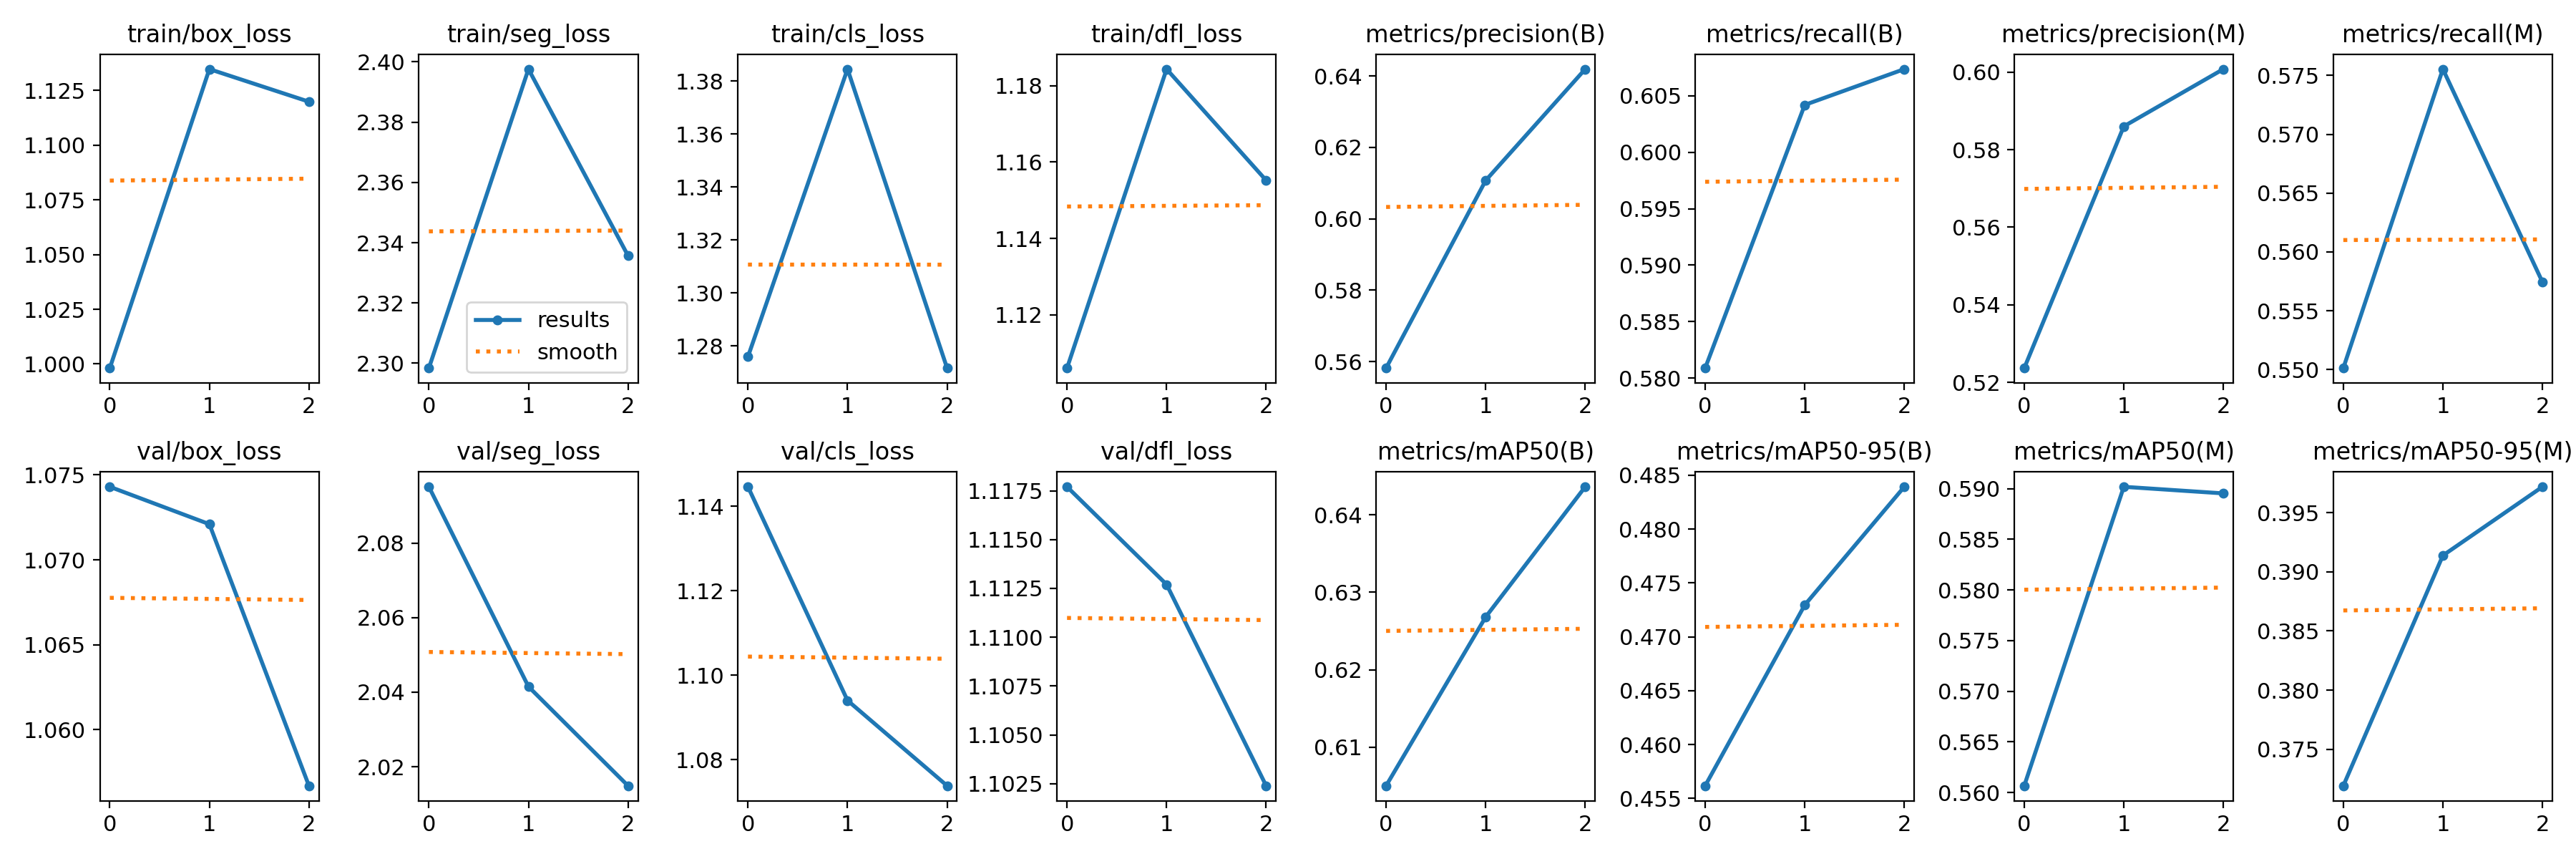 train/box_loss
1.125
1.100
1.075
1.050
1.025
1.000
0 1 2
train/seg_loss
2.40
2.38
2.36
2.34
2.32
2.30
results
smooth
0 1 2
train/cls_loss
1.38
1.36
1.34
1.32
1.30
1.28
0 1 2
train/dfl_loss
1.18
1.16
1.14
1.12
0 1 2
metrics/precision(B)
0.64
0.62
0.60
0.58
0.56
0 1 2
metrics/recall(B)
0.605
0.600
0.595
0.590
0.585
0.580
0 1 2
metrics/precision(M)
0.60
0.58
0.56
0.54
0.52
0 1 2
metrics/recall(M)
0.575
0.570
0.565
0.560
0.555
0.550
0 1 2
val/box_loss
1.075
1.070
1.065
1.060
0 1 2
val/seg_loss
2.08
2.06
2.04
2.02
0 1 2
val/cls_loss
1.14
1.12
1.10
1.08
0 1 2
val/dfl_loss
1.1175
1.1150
1.1125
1.1100
1.1075
1.1050
1.1025
0 1 2
metrics/mAP50(B)
0.64
0.63
0.62
0.61
0 1 2
metrics/mAP50-95(B)
0.485
0.480
0.475
0.470
0.465
0.460
0.455
0 1 2
metrics/mAP50(M)
0.590
0.585
0.580
0.575
0.570
0.565
0.560
0 1 2
metrics/mAP50-95(M)
0.395
0.390
0.385
0.380
0.375
0 1 2